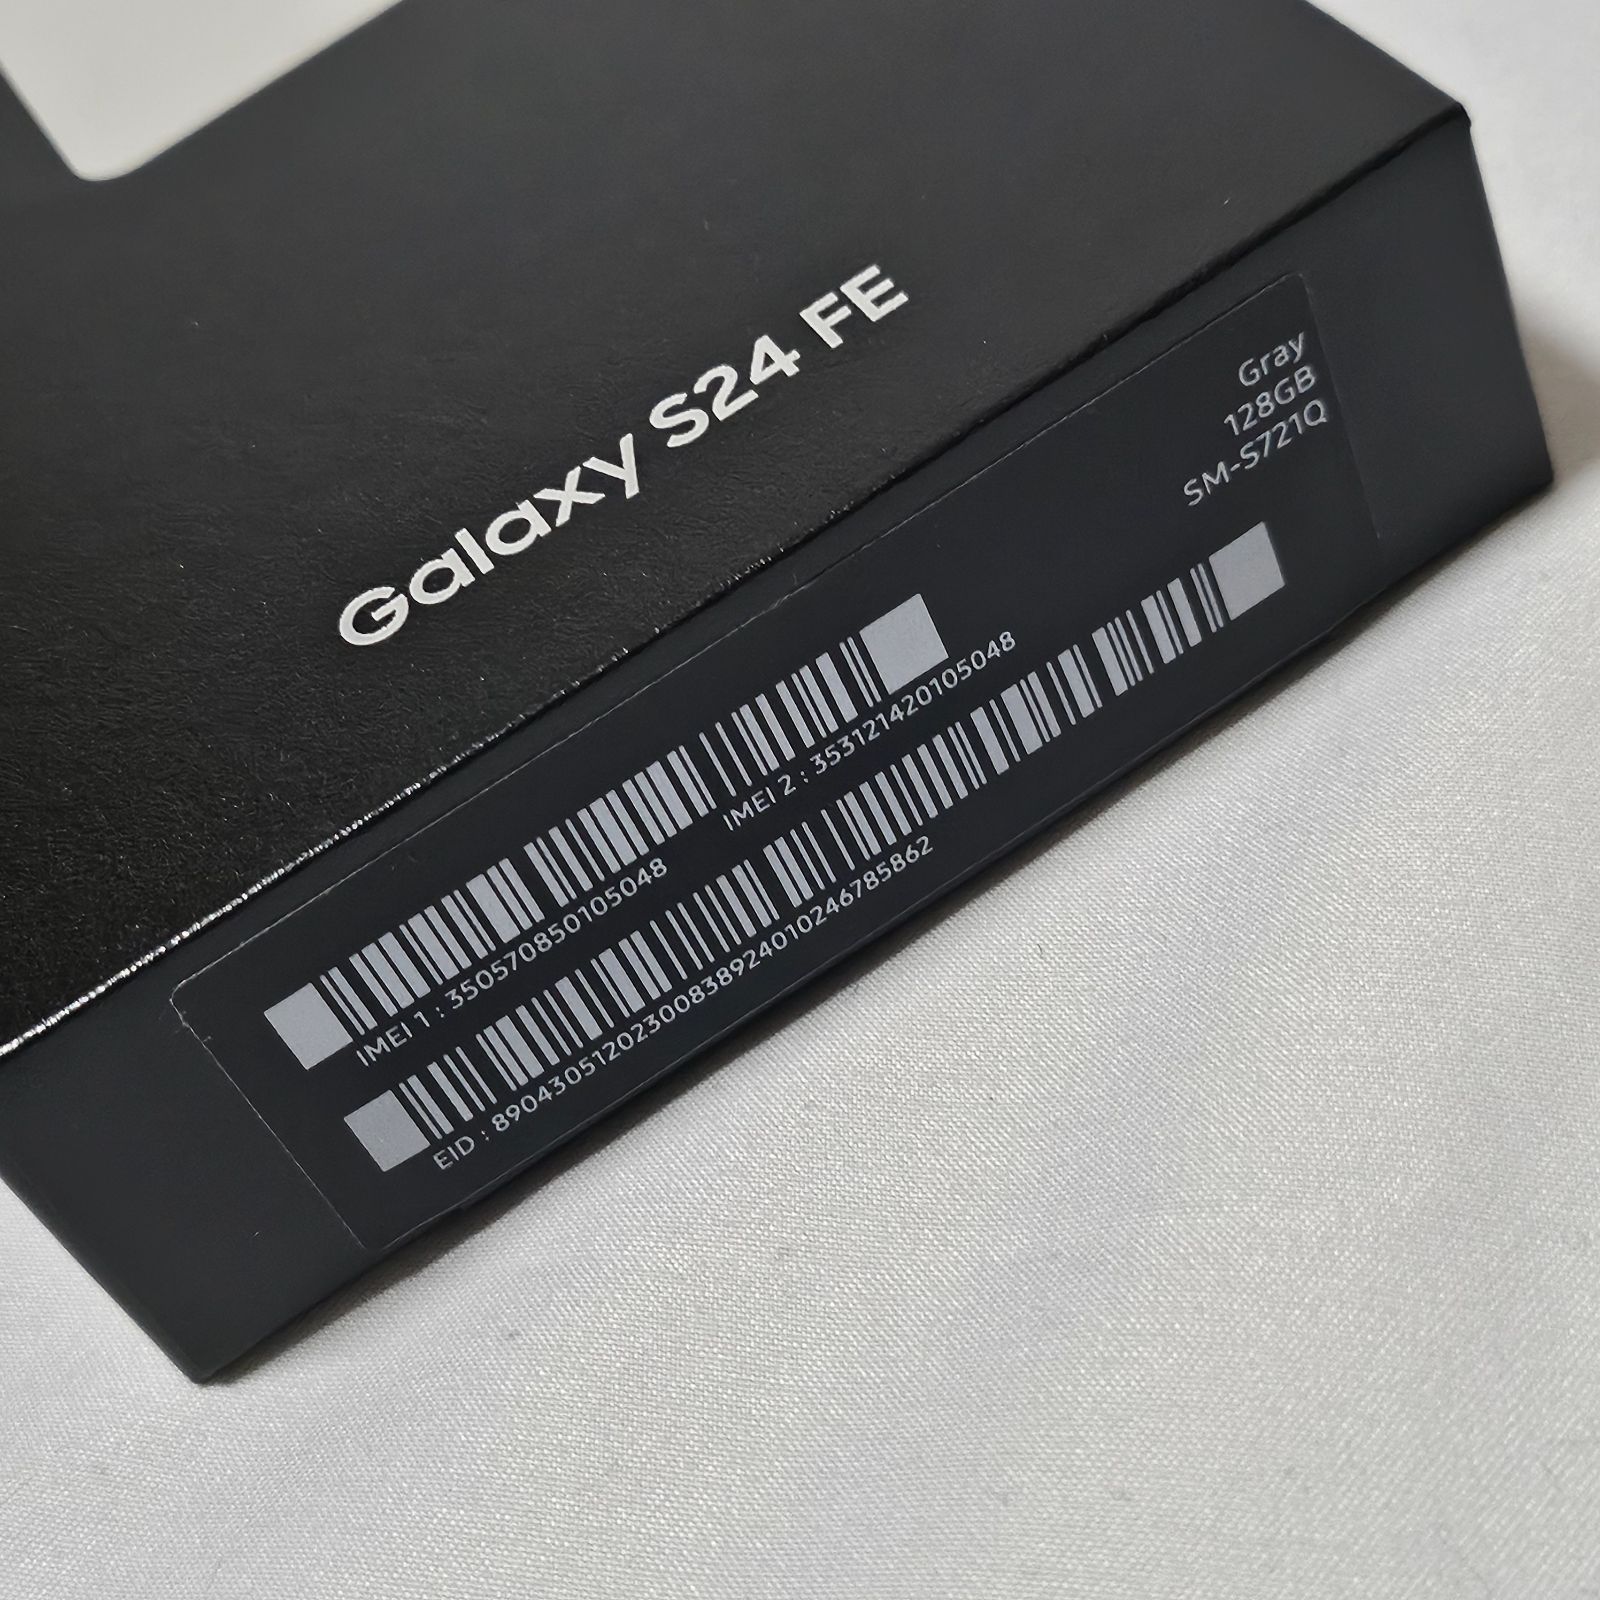 Galaxy S24 FE
Gray
128GB
SM-S721Q
IMEI 1 : 350570850105048
IMEI 2 : 353121420105048
EID : 89043051202300838924010246785862